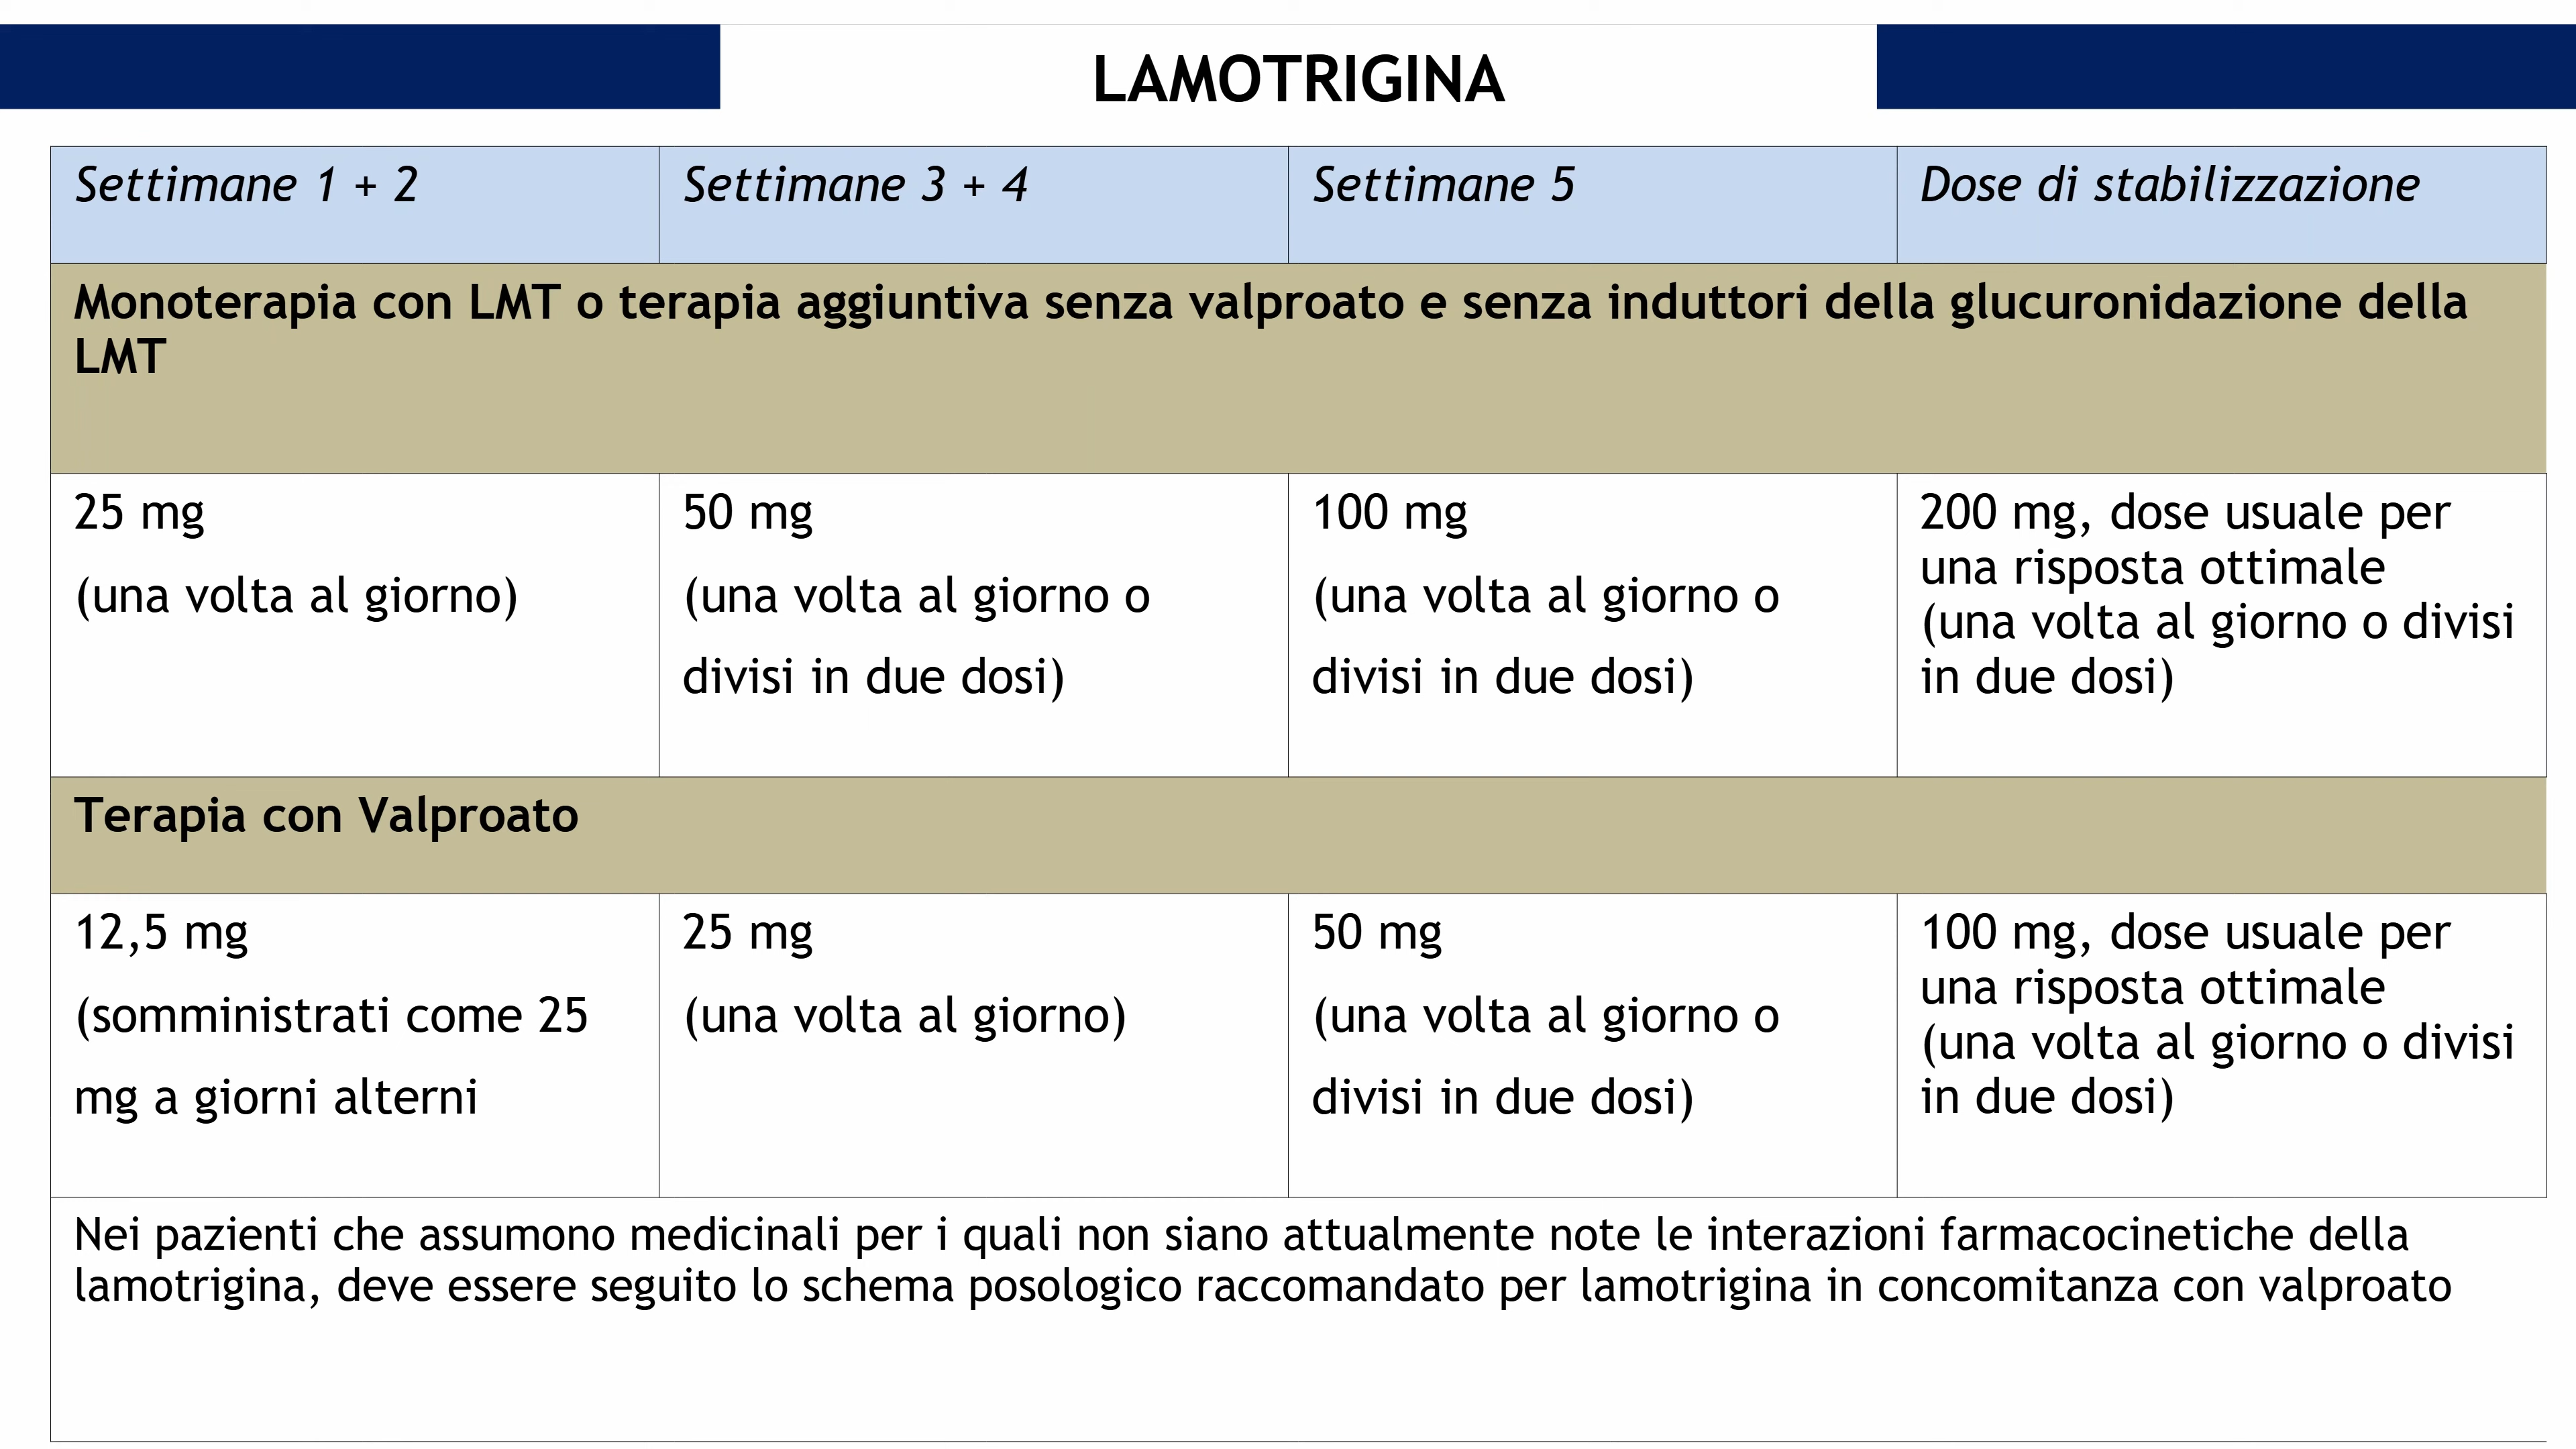 LAMOTRIGINA
Settimane 1 + 2
Settimane 3 + 4
Settimane 5
Dose di stabilizzazione
Monoterapia con LMT o terapia aggiuntiva senza valproato e senza induttori della glucuronidazione della
LMT
25 mg
(una volta al giorno)
50 mg
(una volta al giorno o
divisi in due dosi)
100 mg
(una volta al giorno o
divisi in due dosi)
200 mg, dose usuale per
una risposta ottimale
(una volta al giorno o divisi
in due dosi)
Terapia con Valproato
12,5 mg
(somministrati come 25
mg a giorni alterni
25 mg
(una volta al giorno)
50 mg
(una volta al giorno o
divisi in due dosi)
100 mg, dose usuale per
una risposta ottimale
(una volta al giorno o divisi
in due dosi)
Nei pazienti che assumono medicinali per i quali non siano attualmente note le interazioni farmacocinetiche della
lamotrigina, deve essere seguito lo schema posologico raccomandato per lamotrigina in concomitanza con valproato